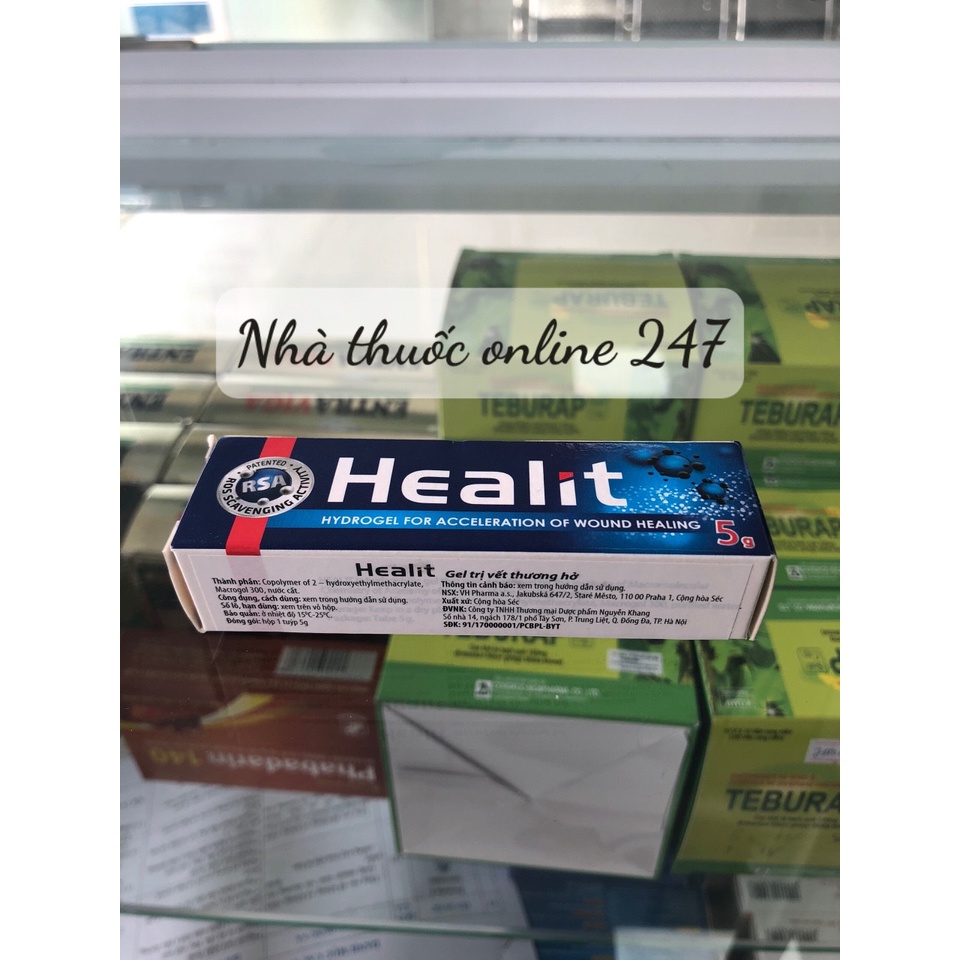 Nhà thuốc online 247
TEBURAP
TEBURAP
ENTRAVIGA
PATENTED
RSA
ROS SCAVENGING ACTIVITY
Healit
HYDROGEL FOR ACCELERATION OF WOUND HEALING 5g
Healit Gel trị vết thương hở
Thành phần: Copolymer of 2 – hydroxyethylmethacrylate,
Macrogol 300, nước cất.
Công dụng, cách dùng: xem trong hướng dẫn sử dụng.
Số lô, hạn dùng: xem trên vỏ hộp.
Bảo quản: ở nhiệt độ 15ºC-25ºC.
Đóng gói: hộp 1 tuýp 5g
Thông tin cảnh báo: xem trong hướng dẫn sử dụng.
NSX: VH Pharma a.s., Jakubská 647/2, Staré Město, 110 00 Praha 1, Cộng hòa Séc
Xuất xứ: Cộng hòa Séc
ĐVNK: Công ty TNHH Thương mại Dược phẩm Nguyễn Khang
Số nhà 14, ngách 178/1 phố Tây Sơn, P. Trung Liệt, Q. Đống Đa, TP. Hà Nội
SĐK: 91/170000001/PCBPL-BYT
Phabadarin 140
TEBURAP